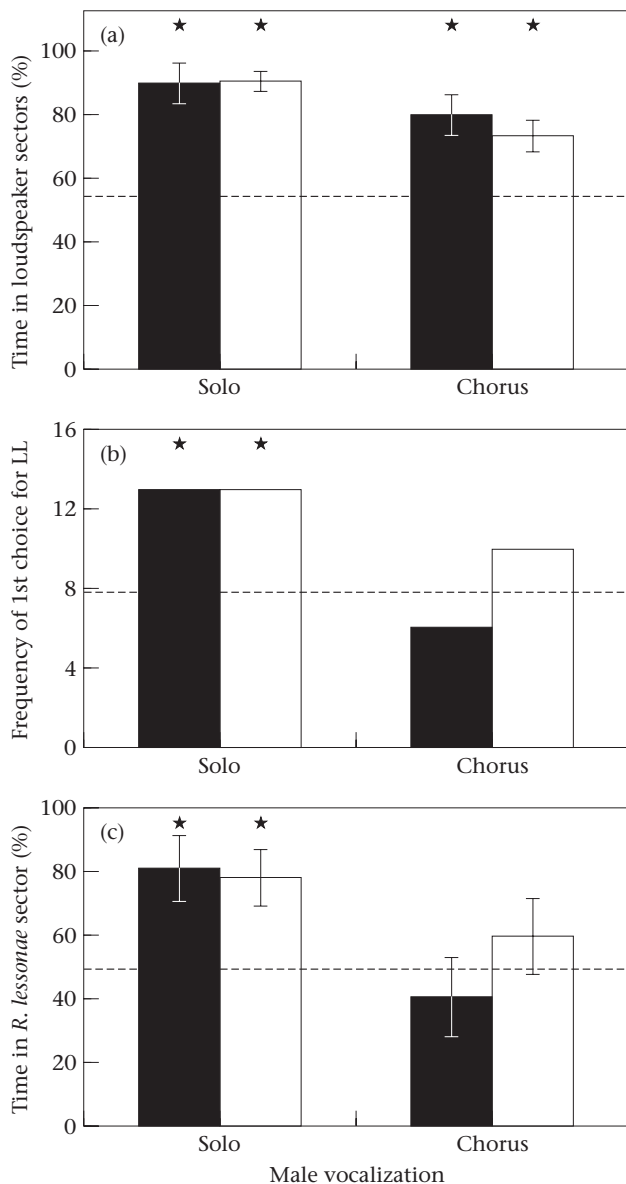 (a)
★ ★ ★ ★
Time in loudspeaker sectors (%)
100
80
60
40
20
0
Solo Chorus
(b)
★ ★
Frequency of 1st choice for LL
16
12
8
4
0
Solo Chorus
(c)
★ ★
Time in R. lessonae sector (%)
100
80
60
40
20
0
Solo Chorus
Male vocalization